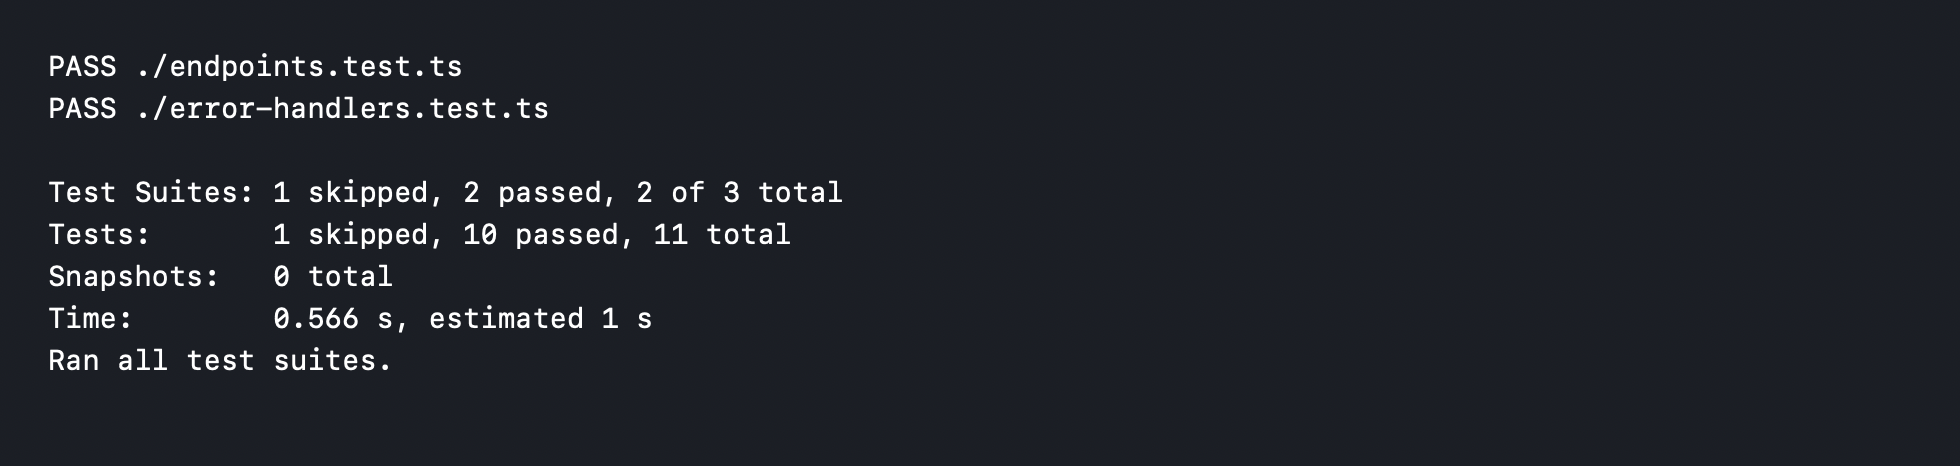 PASS ./endpoints.test.ts
PASS ./error-handlers.test.ts
Test Suites: 1 skipped, 2 passed, 2 of 3 total
Tests:       1 skipped, 10 passed, 11 total
Snapshots:   0 total
Time:        0.566 s, estimated 1 s
Ran all test suites.